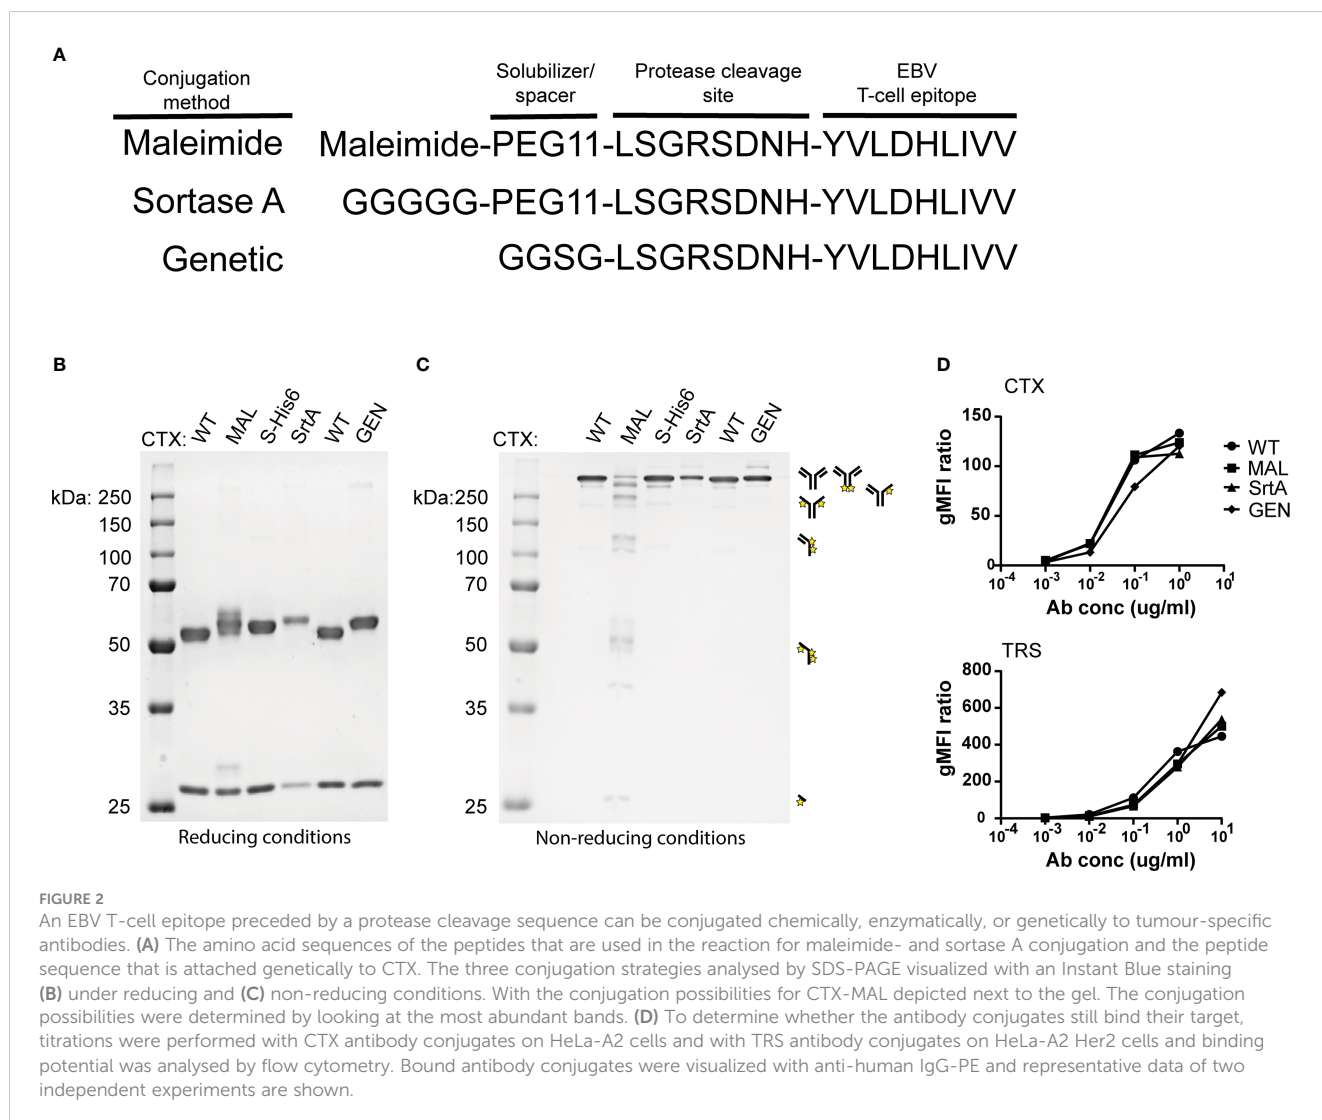 A
Conjugation
method
Solubilizer/
spacer
Protease cleavage
site
EBV
T-cell epitope
Maleimide Maleimide-PEG11-LSGRSDNH-YVLDHLIVV
Sortase A GGGGG-PEG11-LSGRSDNH-YVLDHLIVV
Genetic GGSG-LSGRSDNH-YVLDHLIVV
B
CTX: WT MAL S-His6 SrtA WT GEN
kDa: 250
150
100
70
50
35
25
Reducing conditions
C
CTX: WT MAL S-His6 SrtA WT GEN
kDa: 250
150
100
70
50
35
25
Non-reducing conditions
D
CTX
gMFI ratio
150
100
50
0
10-4 10-3 10-2 10-1 100 101
Ab conc (ug/ml)
WT
MAL
SrtA
GEN
TRS
gMFI ratio
800
600
400
200
0
10-4 10-3 10-2 10-1 100 101
Ab conc (ug/ml)
FIGURE 2
An EBV T-cell epitope preceded by a protease cleavage sequence can be conjugated chemically, enzymatically, or genetically to tumour-specific
antibodies. (A) The amino acid sequences of the peptides that are used in the reaction for maleimide- and sortase A conjugation and the peptide
sequence that is attached genetically to CTX. The three conjugation strategies analysed by SDS-PAGE visualized with an Instant Blue staining
(B) under reducing and (C) non-reducing conditions. With the conjugation possibilities for CTX-MAL depicted next to the gel. The conjugation
possibilities were determined by looking at the most abundant bands. (D) To determine whether the antibody conjugates still bind their target,
titrations were performed with CTX antibody conjugates on HeLa-A2 cells and with TRS antibody conjugates on HeLa-A2 Her2 cells and binding
potential was analysed by flow cytometry. Bound antibody conjugates were visualized with anti-human IgG-PE and representative data of two
independent experiments are shown.